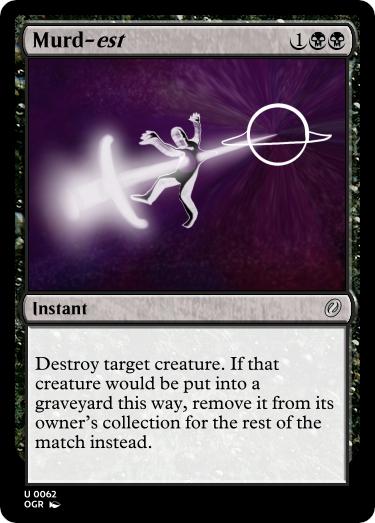 Murd-est 1
Instant
Destroy target creature. If that
creature would be put into a
graveyard this way, remove it from its
owner's collection for the rest of the
match instead.
U 0062
OGR